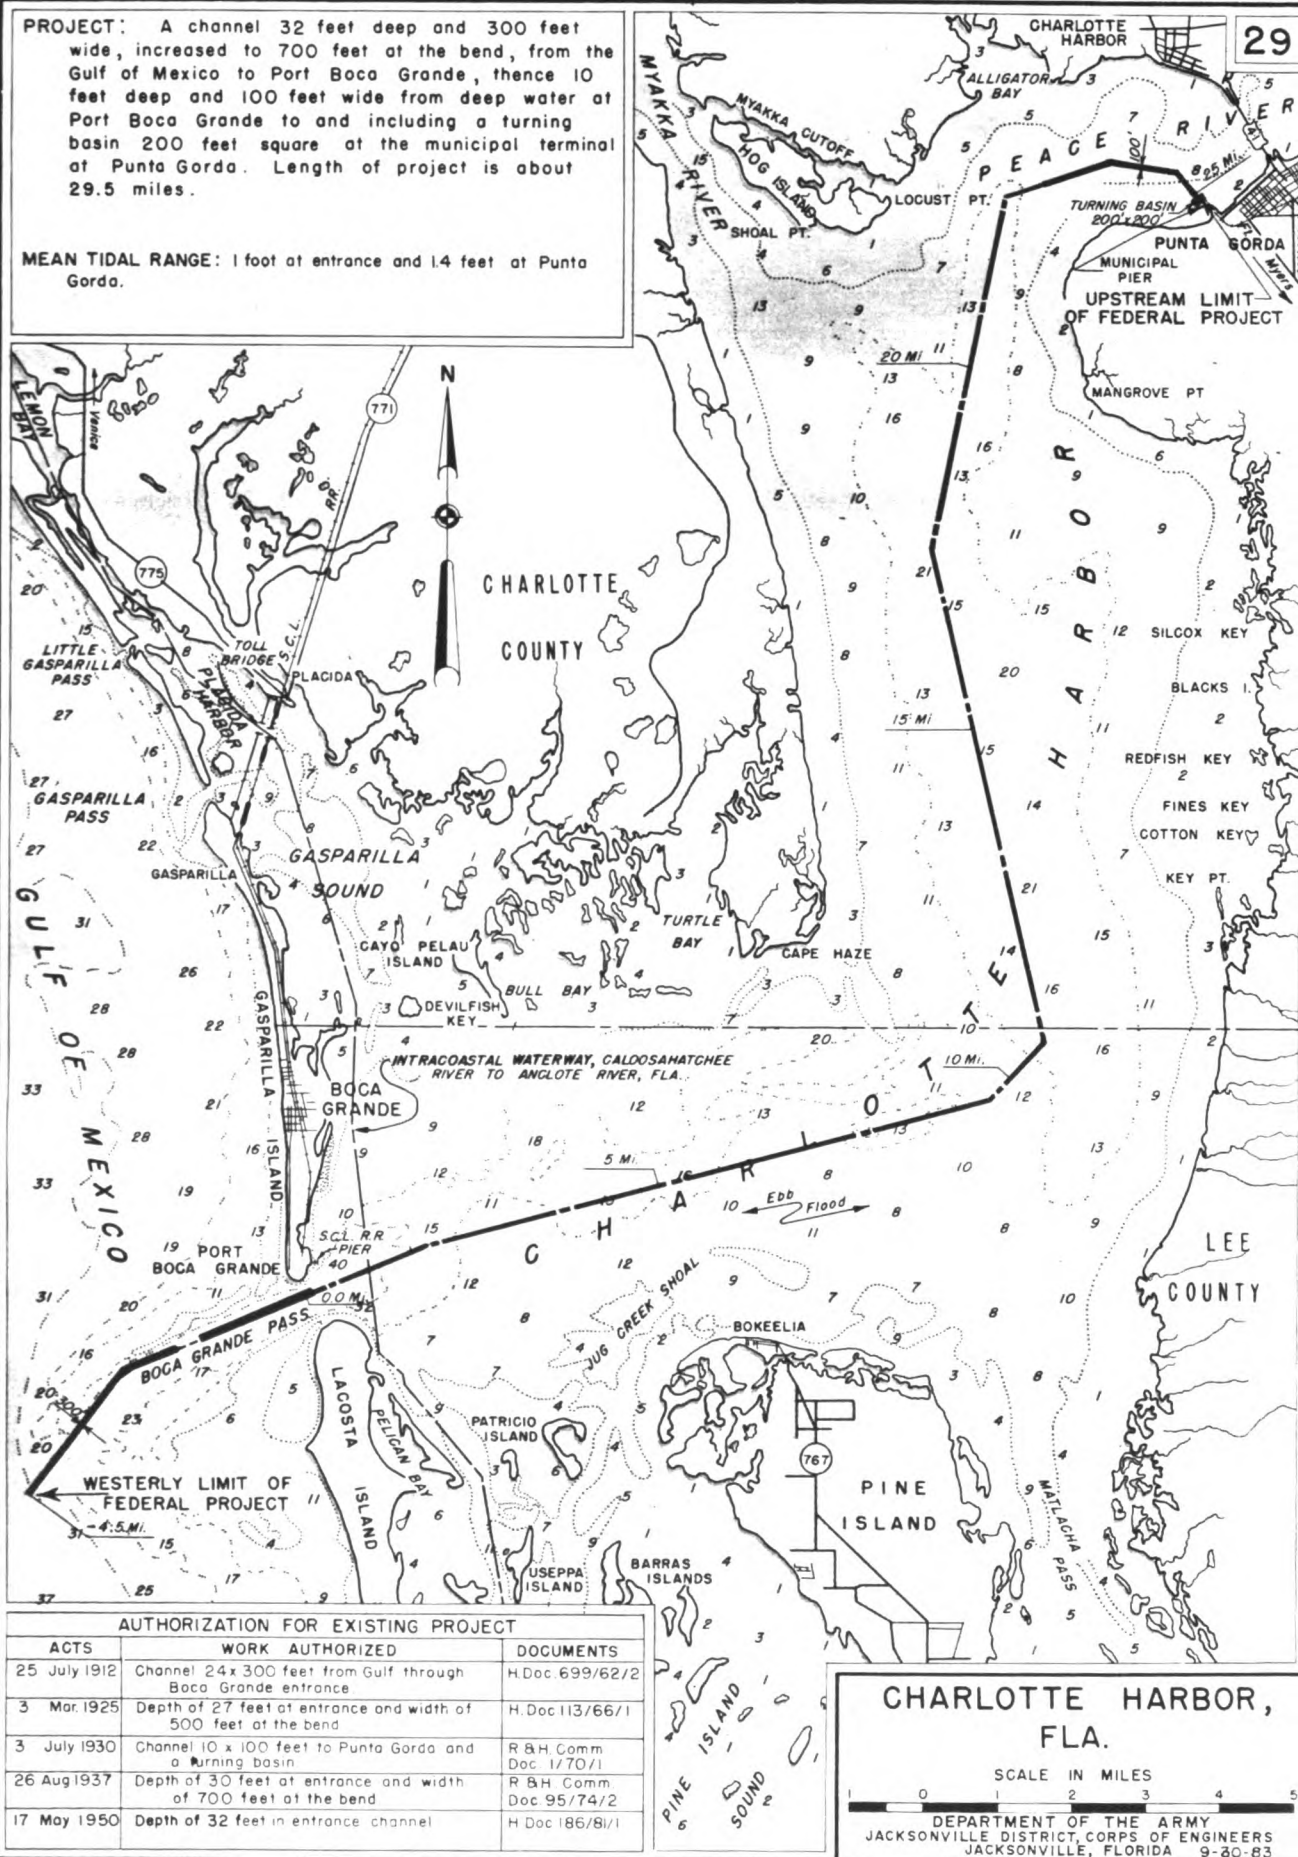 PROJECT: A channel 32 feet deep and 300 feet
wide, increased to 700 feet at the bend, from the
Gulf of Mexico to Port Boca Grande, thence 10
feet deep and 100 feet wide from deep water at
Port Boca Grande to and including a turning
basin 200 feet square at the municipal terminal
at Punta Gorda. Length of project is about
29.5 miles.
MEAN TIDAL RANGE: 1 foot at entrance and 1.4 feet at Punta
Gorda.
29
CHARLOTTE
HARBOR
ALLIGATOR
BAY
MYAKKA RIVER
MYAKKA CUTOFF
HOG ISLAND
SHOAL PT.
LOCUST PT.
PEACE RIVER
100'
25 Mi.
TURNING BASIN
200'x200'
PUNTA GORDA
Ft. Myers
MUNICIPAL
PIER
UPSTREAM LIMIT
OF FEDERAL PROJECT
20 Mi
MANGROVE PT
LEMON
BAY
Venice
771
RR.
N
775
CHARLOTTE
COUNTY
TOLL
BRIDGE
S.C.L.
PLACIDA
LITTLE
GASPARILLA
PASS
PLACIDA
HARBOR
SILCOX KEY
BLACKS I.
15 Mi
REDFISH KEY
FINES KEY
COTTON KEY
KEY PT.
GASPARILLA
PASS
GASPARILLA
GASPARILLA
SOUND
TURTLE
BAY
CAPE HAZE
CAYO PELAU
ISLAND
BULL BAY
DEVILFISH
KEY
GULF OF MEXICO
GASPARILLA ISLAND
INTRACOASTAL WATERWAY, CALOOSAHATCHEE
RIVER TO ANCLOTE RIVER, FLA.
BOCA
GRANDE
10 Mi.
5 Mi.
CHARLOTTE HARBOR
Ebb
Flood
S.C.L. R.R.
PIER
PORT
BOCA GRANDE
0.0 Mi.
BOCA GRANDE PASS
JUG CREEK SHOAL
BOKEELIA
LEE
COUNTY
300'
LACOSTA
ISLAND
PELICAN BAY
PATRICIO
ISLAND
767
PINE
ISLAND
MATLACHA PASS
WESTERLY LIMIT OF
FEDERAL PROJECT
-4.5 Mi.
USEPPA
ISLAND
BARRAS
ISLANDS
PINE ISLAND
SOUND
AUTHORIZATION FOR EXISTING PROJECT
ACTS WORK AUTHORIZED DOCUMENTS
25 July 1912 Channel 24x300 feet from Gulf through H.Doc.699/62/2
Boca Grande entrance.
3 Mar. 1925 Depth of 27 feet at entrance and width of H.Doc 113/66/1
500 feet at the bend
3 July 1930 Channel 10 x 100 feet to Punta Gorda and R & H. Comm
a turning basin Doc. 1/70/1
26 Aug 1937 Depth of 30 feet at entrance and width R & H. Comm.
of 700 feet at the bend Doc. 95/74/2
17 May 1950 Depth of 32 feet in entrance channel H Doc 186/81/1
CHARLOTTE HARBOR,
FLA.
SCALE IN MILES
1 0 1 2 3 4 5
DEPARTMENT OF THE ARMY
JACKSONVILLE DISTRICT, CORPS OF ENGINEERS
JACKSONVILLE, FLORIDA 9-30-83